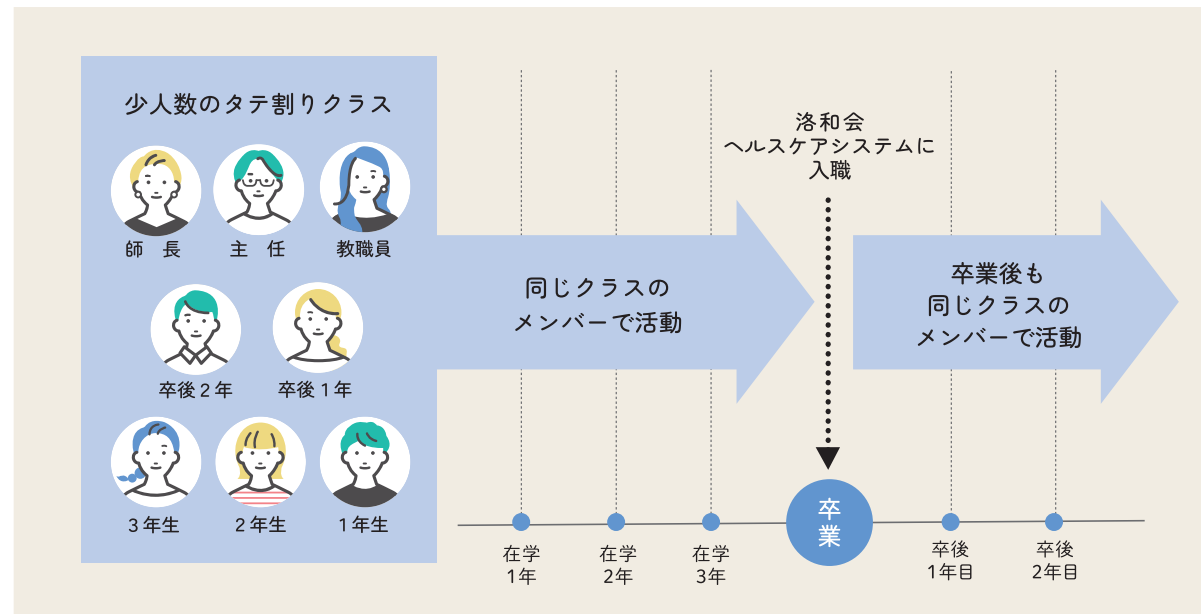 少人数のタテ割りクラス
師　長
主　任
教職員
卒後２年
卒後１年
３年生
２年生
１年生
同じクラスの
メンバーで活動
洛和会
ヘルスケアシステムに
入職
卒業後も
同じクラスの
メンバーで活動
在学
1年
在学
2年
在学
3年
卒
業
卒後
1年目
卒後
2年目